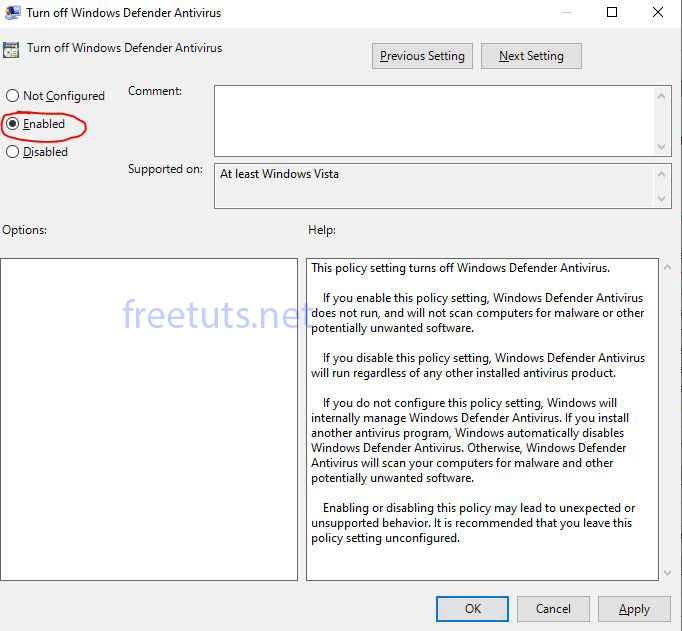 Turn off Windows Defender Antivirus
Turn off Windows Defender Antivirus
Previous Setting
Next Setting
Not Configured
Comment:
Enabled
Disabled
Supported on:
At least Windows Vista
Options:
Help:
This policy setting turns off Windows Defender Antivirus.
If you enable this policy setting, Windows Defender Antivirus
does not run, and will not scan computers for malware or other
potentially unwanted software.
If you disable this policy setting, Windows Defender Antivirus
will run regardless of any other installed antivirus product.
If you do not configure this policy setting, Windows will
internally manage Windows Defender Antivirus. If you install
another antivirus program, Windows automatically disables
Windows Defender Antivirus. Otherwise, Windows Defender
Antivirus will scan your computers for malware and other
potentially unwanted software.
Enabling or disabling this policy may lead to unexpected or
unsupported behavior. It is recommended that you leave this
policy setting unconfigured.
freetuts.net
OK
Cancel
Apply